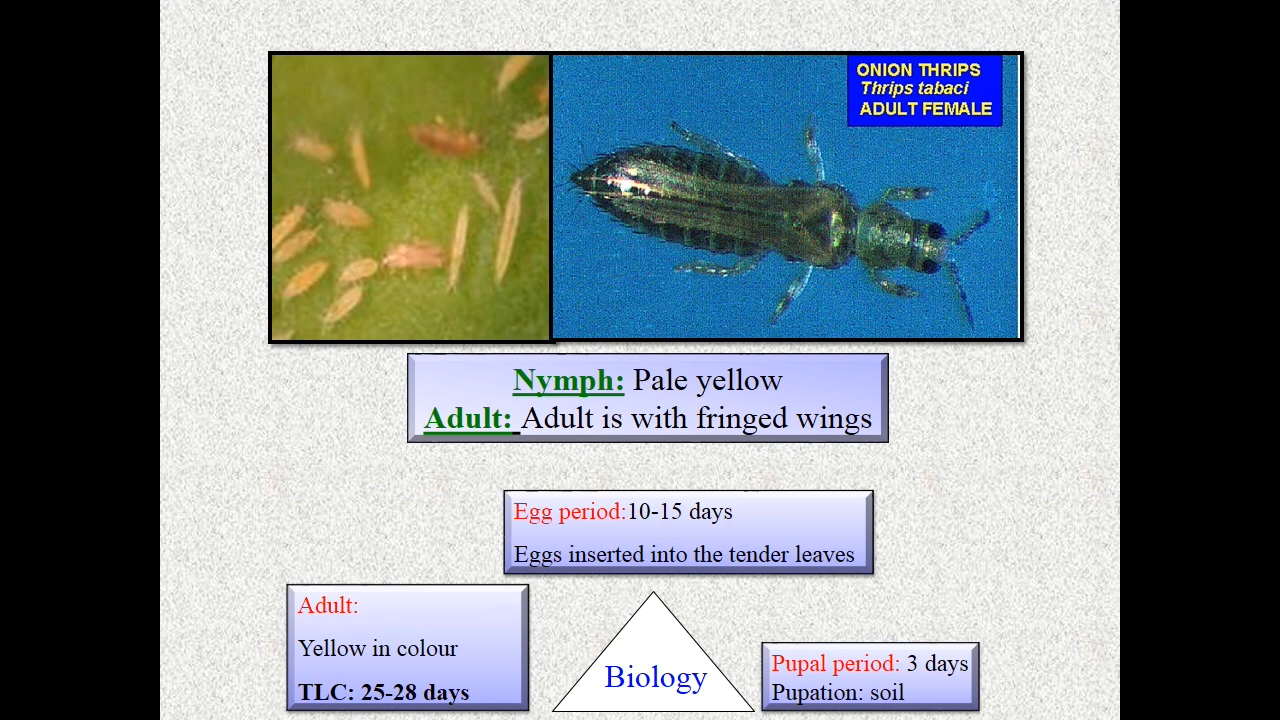 ONION THRIPS
Thrips tabaci
ADULT FEMALE
Nymph: Pale yellow
Adult: Adult is with fringed wings
Egg period:10-15 days
Eggs inserted into the tender leaves
Adult:
Yellow in colour
TLC: 25-28 days
Biology
Pupal period: 3 days
Pupation: soil